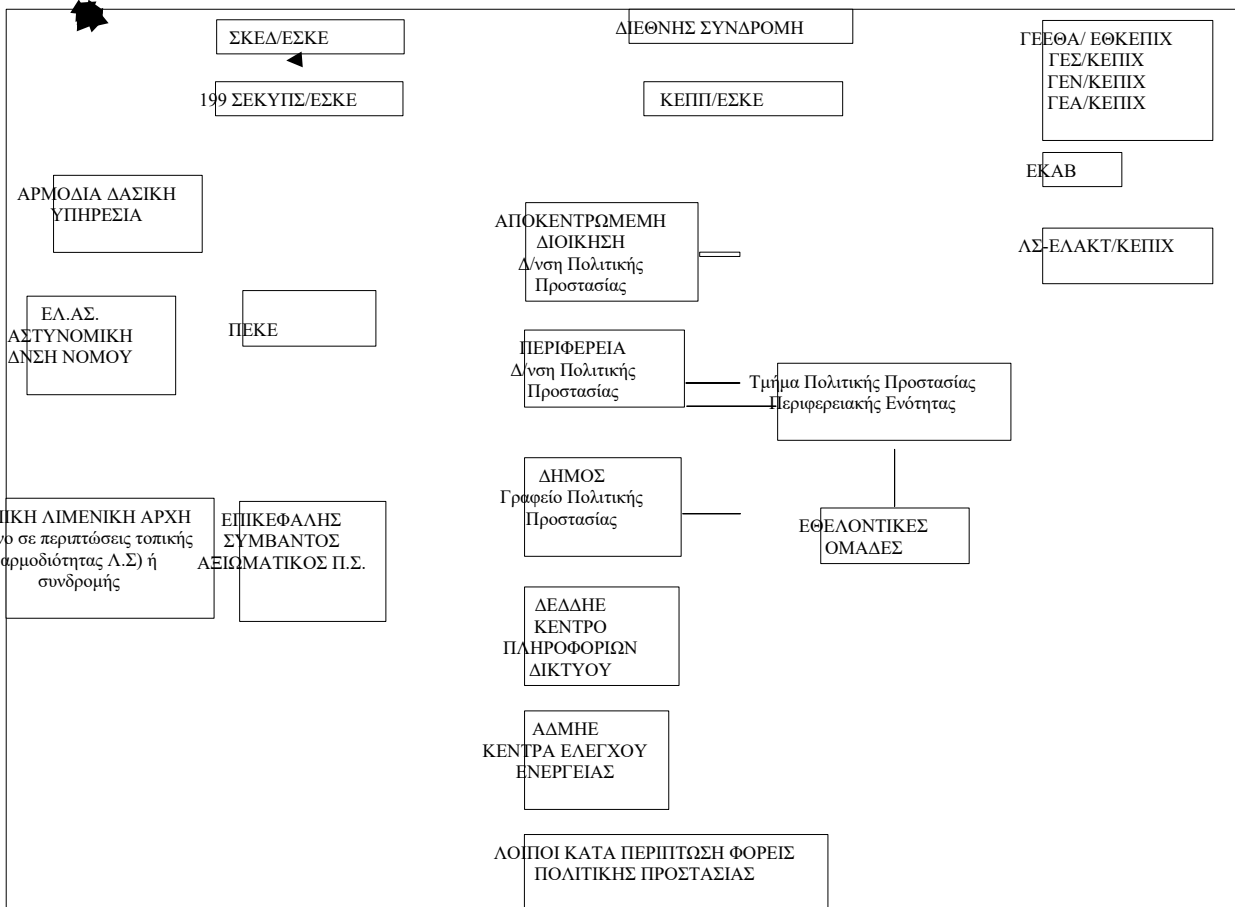 ΣΚΕΔ/ΕΣΚΕ
ΔΙΕΘΝΗΣ ΣΥΝΔΡΟΜΗ
ΓΕΕΘΑ/ ΕΘΚΕΠΙΧ
ΓΕΣ/ΚΕΠΙΧ
ΓΕΝ/ΚΕΠΙΧ
ΓΕΑ/ΚΕΠΙΧ
199 ΣΕΚΥΠΣ/ΕΣΚΕ
ΚΕΠΠ/ΕΣΚΕ
ΕΚΑΒ
ΑΡΜΟΔΙΑ ΔΑΣΙΚΗ
ΥΠΗΡΕΣΙΑ
ΑΠΟΚΕΝΤΡΩΜΕΜΗ
ΔΙΟΙΚΗΣΗ
Δ/νση Πολιτικής
Προστασίας
ΛΣ-ΕΛΑΚΤ/ΚΕΠΙΧ
ΕΛ.ΑΣ.
ΑΣΤΥΝΟΜΙΚΗ
ΔΝΣΗ ΝΟΜΟΥ
ΠΕΚΕ
ΠΕΡΙΦΕΡΕΙΑ
Δ/νση Πολιτικής
Προστασίας
Τμήμα Πολιτικής Προστασίας
Περιφερειακής Ενότητας
ΔΗΜΟΣ
Γραφείο Πολιτικής
Προστασίας
ΛΙΜΕΝΙΚΗ ΑΡΧΗ
σε περιπτώσεις τοπικής
αρμοδιότητας Λ.Σ) ή
συνδρομής
ΕΠΙΚΕΦΑΛΗΣ
ΣΥΜΒΑΝΤΟΣ
ΑΞΙΩΜΑΤΙΚΟΣ Π.Σ.
ΕΘΕΛΟΝΤΙΚΕΣ
ΟΜΑΔΕΣ
ΔΕΔΔΗΕ
ΚΕΝΤΡΟ
ΠΛΗΡΟΦΟΡΙΩΝ
ΔΙΚΤΥΟΥ
ΑΔΜΗΕ
ΚΕΝΤΡΑ ΕΛΕΓΧΟΥ
ΕΝΕΡΓΕΙΑΣ
ΛΟΙΠΟΙ ΚΑΤΑ ΠΕΡΙΠΤΩΣΗ ΦΟΡΕΙΣ
ΠΟΛΙΤΙΚΗΣ ΠΡΟΣΤΑΣΙΑΣ